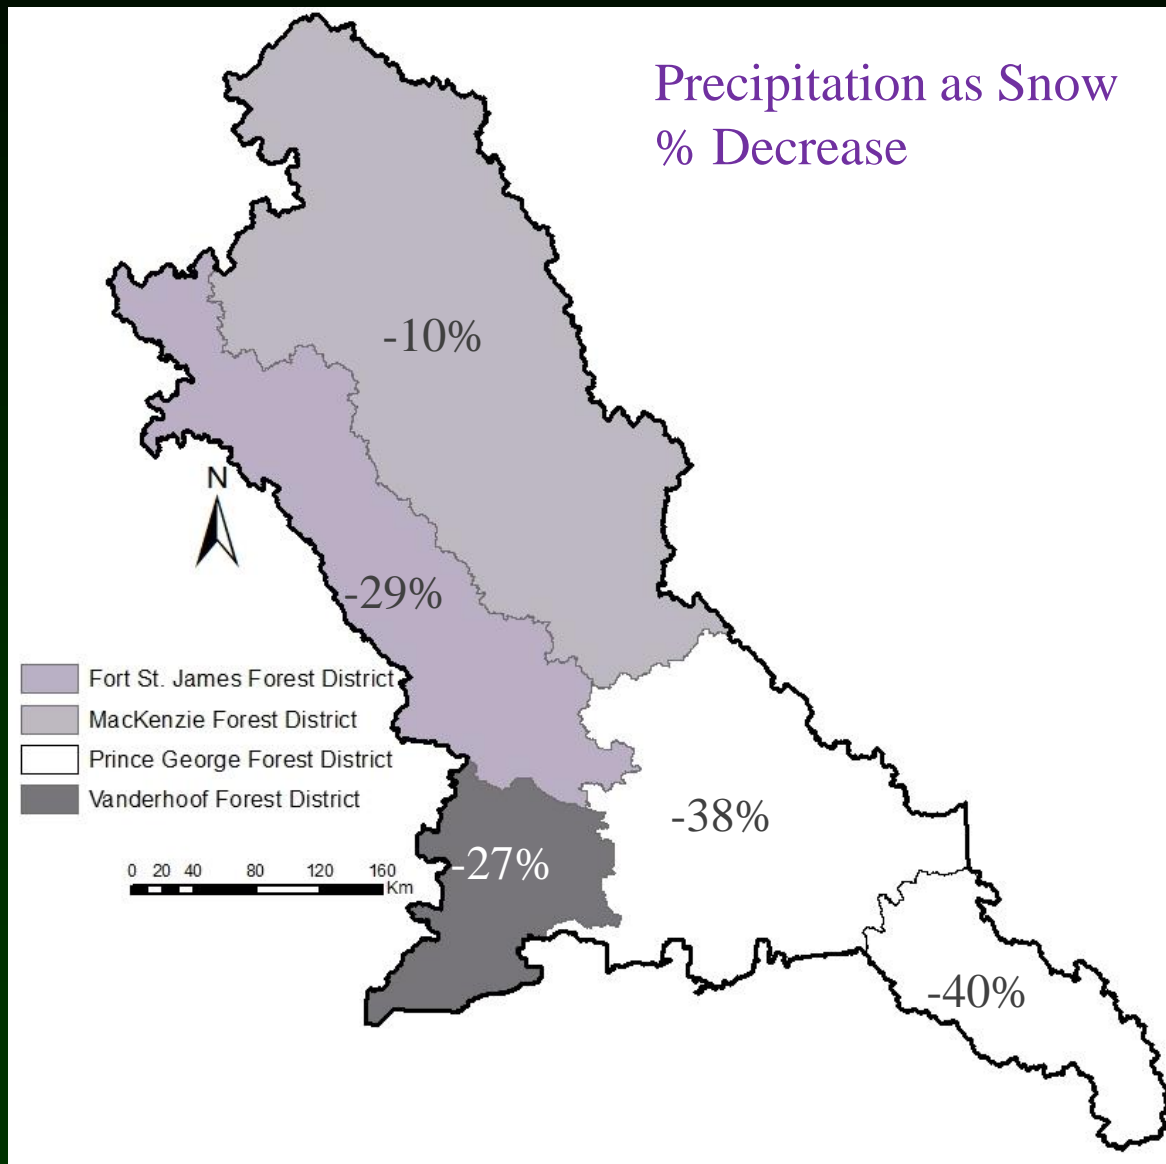 Precipitation as Snow
% Decrease
-10%
N
-29%
Fort St. James Forest District
MacKenzie Forest District
Prince George Forest District
Vanderhoof Forest District
-38%
-27%
0 20 40 80 120 160
Km
-40%